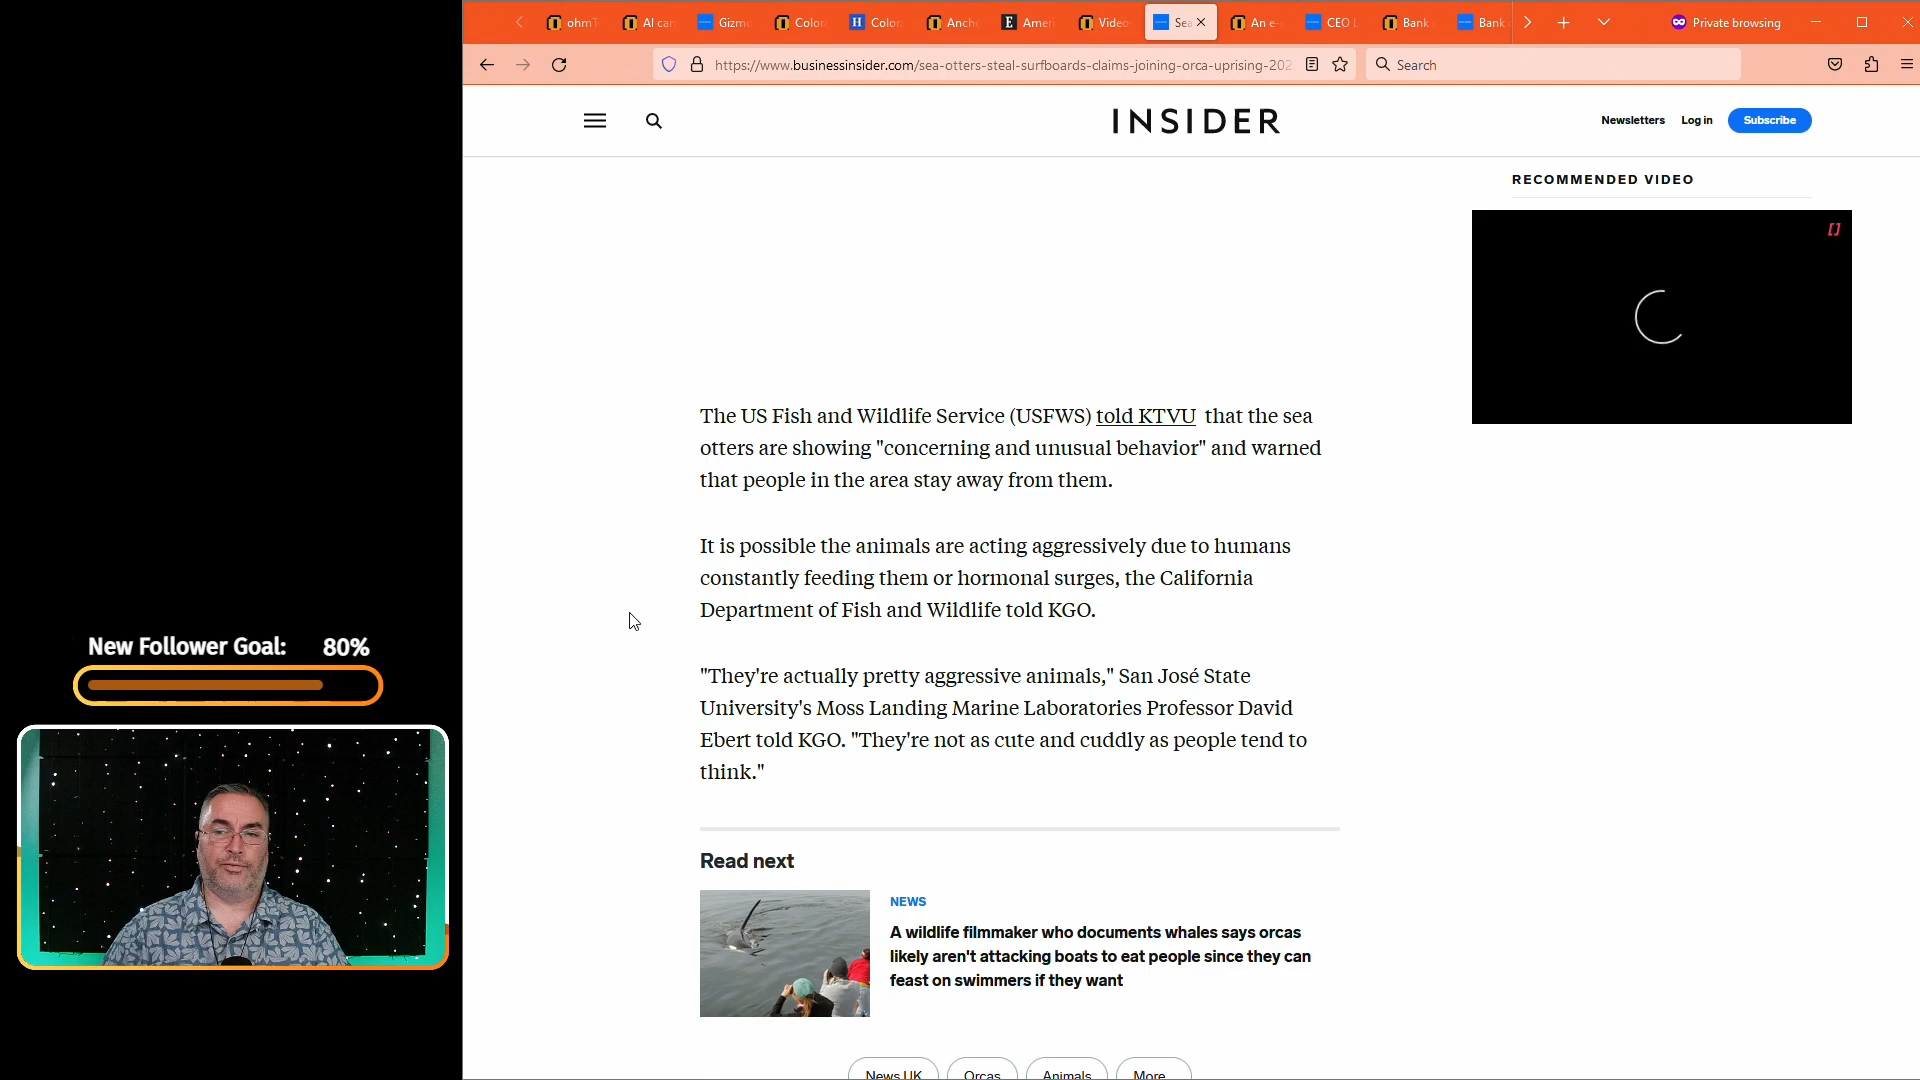 ohmT
AI can
Gizmo
Color
Color
Ancho
Amer
Video
Sea
An e-
CEO L
Bank
Bank
Private browsing
https://www.businessinsider.com/sea-otters-steal-surfboards-claims-joining-orca-uprising-202
Search
INSIDER
Newsletters
Log in
Subscribe
RECOMMENDED VIDEO
The US Fish and Wildlife Service (USFWS) told KTVU that the sea
otters are showing "concerning and unusual behavior" and warned
that people in the area stay away from them.
It is possible the animals are acting aggressively due to humans
constantly feeding them or hormonal surges, the California
Department of Fish and Wildlife told KGO.
"They're actually pretty aggressive animals," San José State
University's Moss Landing Marine Laboratories Professor David
Ebert told KGO. "They're not as cute and cuddly as people tend to
think."
Read next
NEWS
A wildlife filmmaker who documents whales says orcas
likely aren't attacking boats to eat people since they can
feast on swimmers if they want
News UK
Orcas
Animals
More
New Follower Goal: 80%